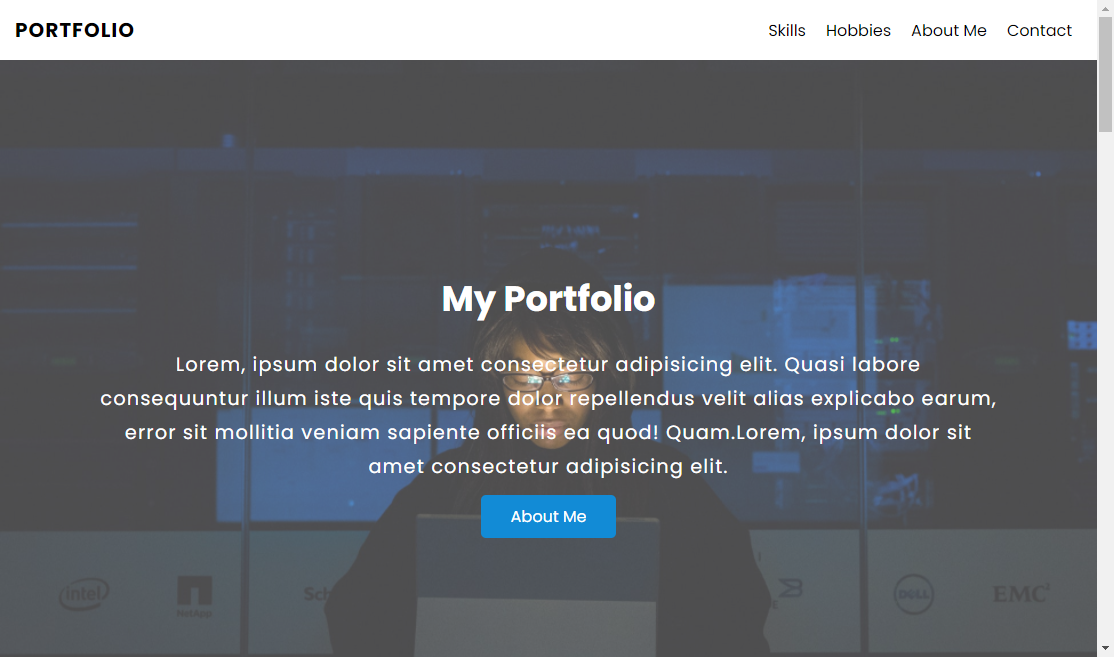 PORTFOLIO
Skills Hobbies About Me Contact
My Portfolio
Lorem, ipsum dolor sit amet consectetur adipisicing elit. Quasi labore
consequuntur illum iste quis tempore dolor repellendus velit alias explicabo earum,
error sit mollitia veniam sapiente officiis ea quod! Quam.Lorem, ipsum dolor sit
amet consectetur adipisicing elit.
About Me
intel NetApp Sch DELL EMC²